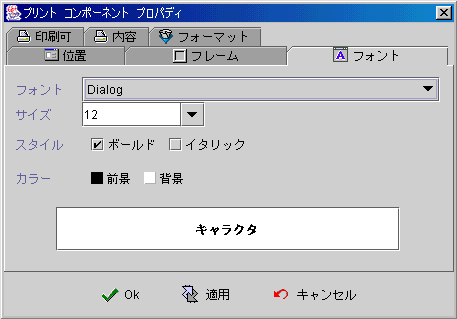 プリント コンポーネント プロパティ
印刷可 内容 フォーマット
位置 フレーム フォント
フォント Dialog
サイズ 12
スタイル ボールド イタリック
カラー 前景 背景
キャラクタ
Ok 適用 キャンセル